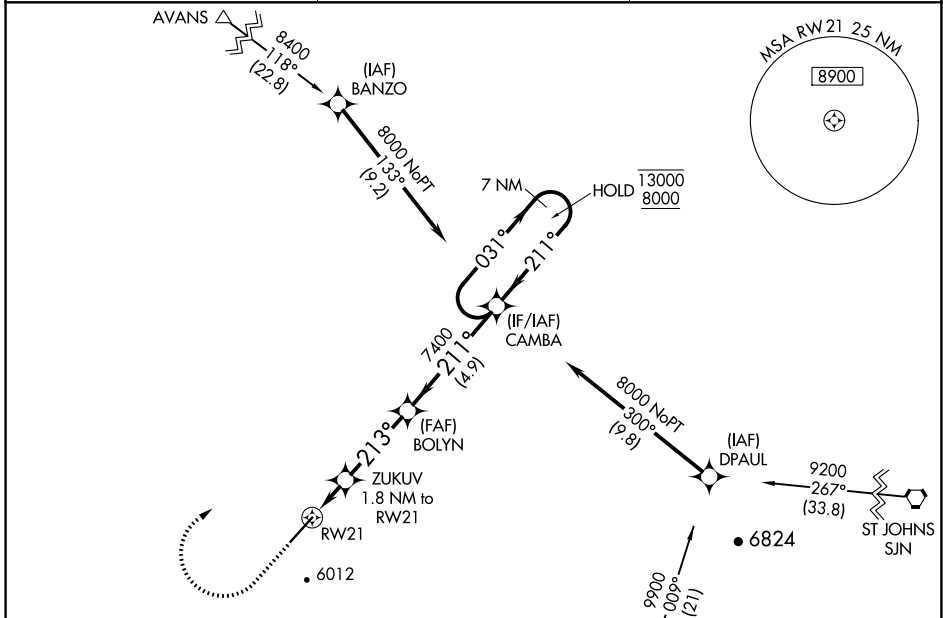 AVANS
8400
118°
(22.8)
(IAF)
BANZO
8000 NoPT
133°
(9.2)
MSA RW21 25 NM
8900
7 NM
HOLD
13000
8000
031°
211°
(IF/IAF)
CAMBA
7400
211°
(4.9)
(FAF)
BOLYN
213°
ZUKUV
1.8 NM to
RW21
RW21
6012
8000 NoPT
300°
(9.8)
(IAF)
DPAUL
9200
267°
(33.8)
ST JOHNS
SJN
6824
9900
009°
(21)